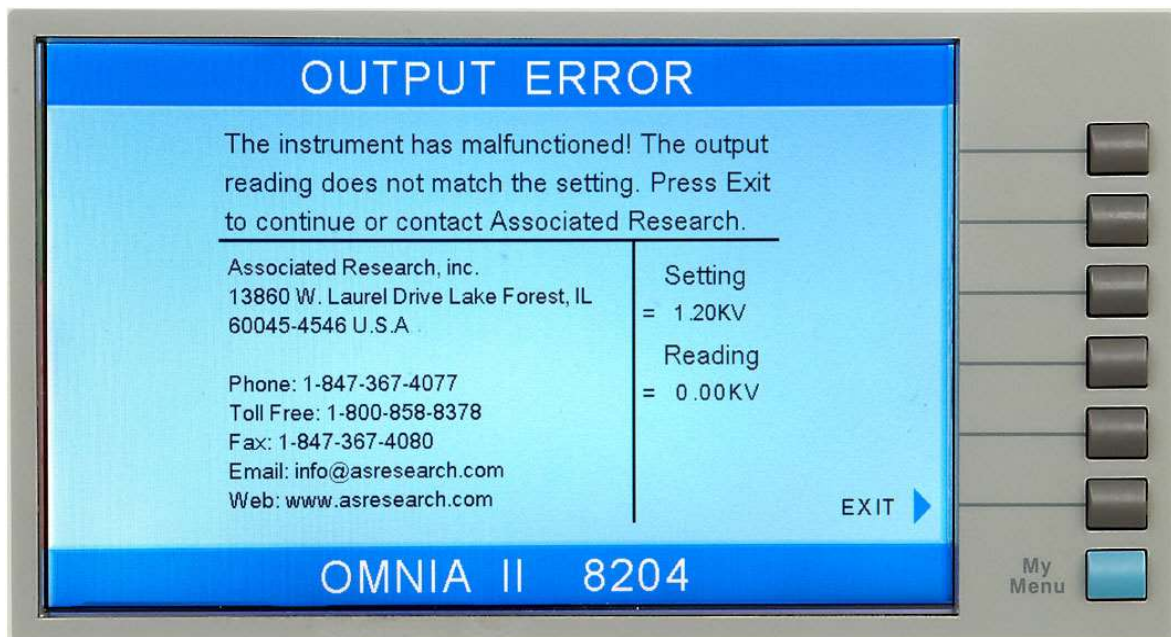 OUTPUT ERROR
The instrument has malfunctioned! The output
reading does not match the setting. Press Exit
to continue or contact Associated Research.
Associated Research, inc.
13860 W. Laurel Drive Lake Forest, IL
60045-4546 U.S.A
Phone: 1-847-367-4077
Toll Free: 1-800-858-8378
Fax: 1-847-367-4080
Email: info@asresearch.com
Web: www.asresearch.com
Setting
= 1.20KV
Reading
= 0.00KV
EXIT
OMNIA II 8204
My
Menu